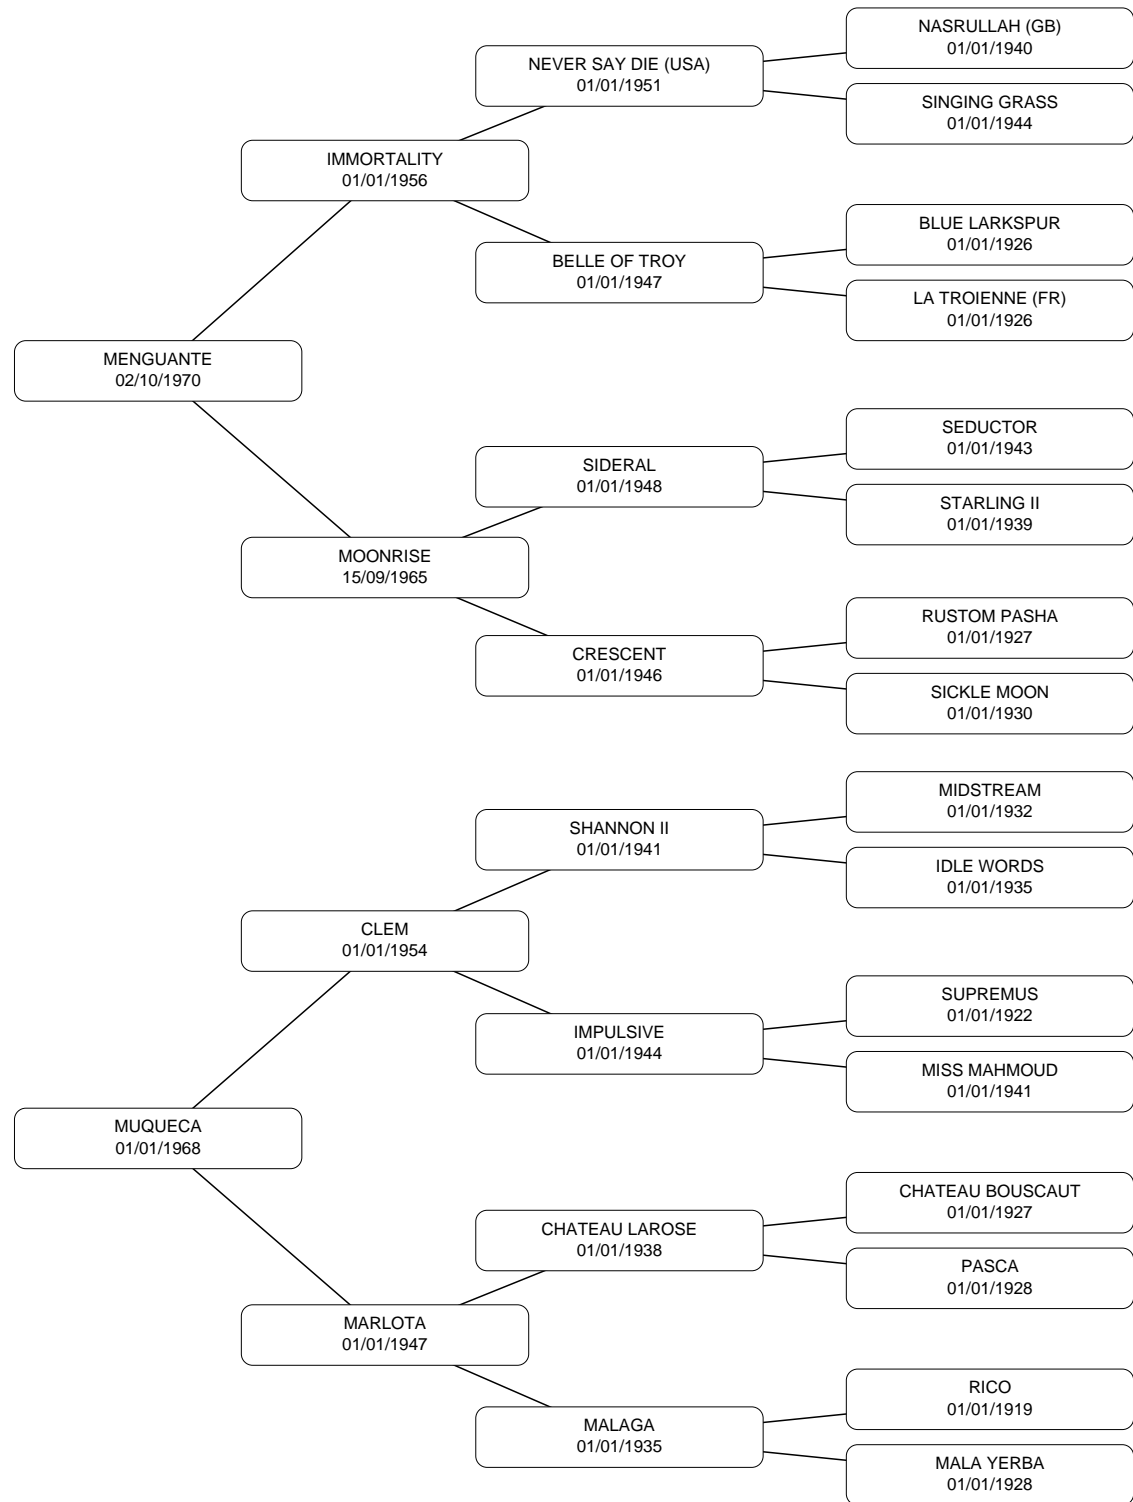 NASRULLAH (GB)
01/01/1940
NEVER SAY DIE (USA)
01/01/1951
SINGING GRASS
01/01/1944
IMMORTALITY
01/01/1956
BLUE LARKSPUR
01/01/1926
BELLE OF TROY
01/01/1947
LA TROIENNE (FR)
01/01/1926
MENGUANTE
02/10/1970
SEDUCTOR
01/01/1943
SIDERAL
01/01/1948
STARLING II
01/01/1939
MOONRISE
15/09/1965
RUSTOM PASHA
01/01/1927
CRESCENT
01/01/1946
SICKLE MOON
01/01/1930
MIDSTREAM
01/01/1932
SHANNON II
01/01/1941
IDLE WORDS
01/01/1935
CLEM
01/01/1954
SUPREMUS
01/01/1922
IMPULSIVE
01/01/1944
MISS MAHMOUD
01/01/1941
MUQUECA
01/01/1968
CHATEAU BOUSCAUT
01/01/1927
CHATEAU LAROSE
01/01/1938
PASCA
01/01/1928
MARLOTA
01/01/1947
RICO
01/01/1919
MALAGA
01/01/1935
MALA YERBA
01/01/1928